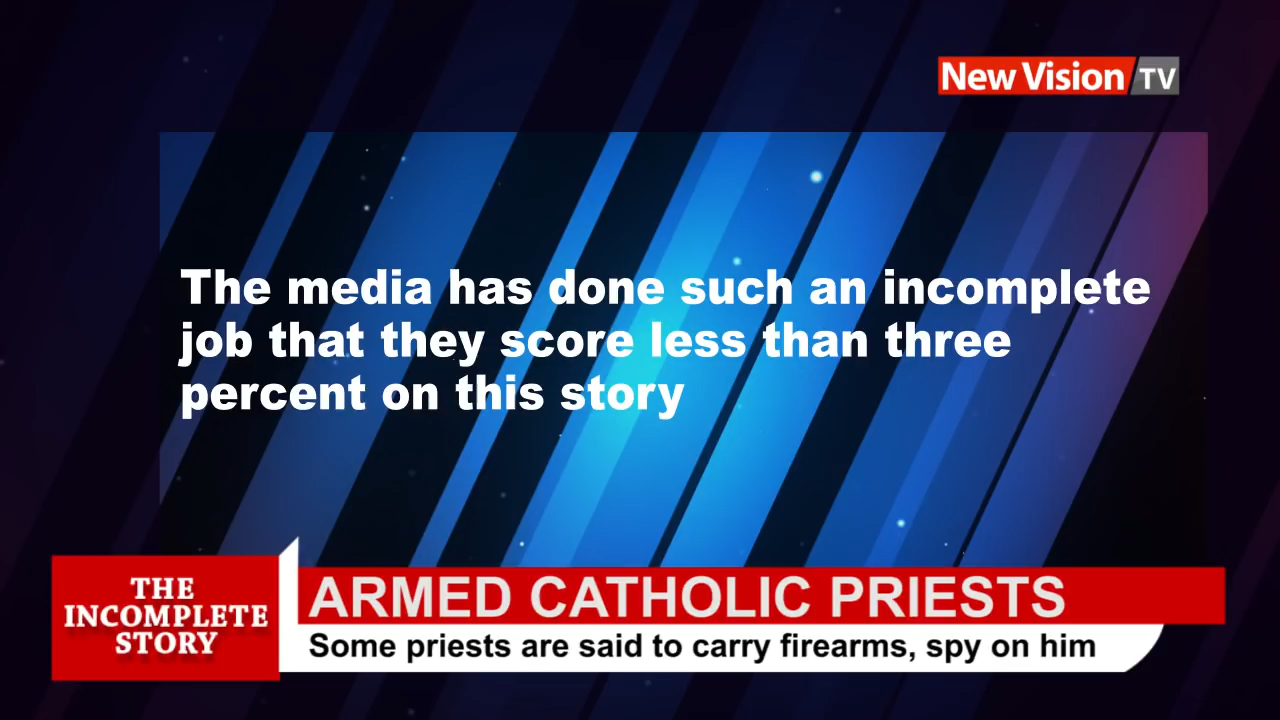 New Vision TV
The media has done such an incomplete
job that they score less than three
percent on this story
THE
INCOMPLETE
STORY
ARMED CATHOLIC PRIESTS
Some priests are said to carry firearms, spy on him